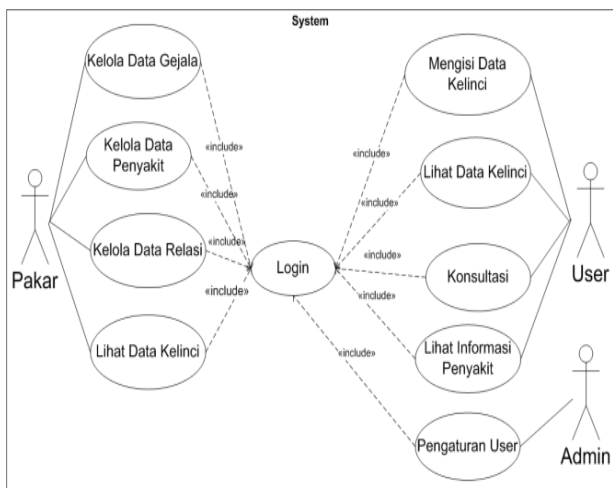 System
Kelola Data Gejala
Mengisi Data
Kelinci
«include»
«include»
Kelola Data
Penyakit
Lihat Data Kelinci
«include»
«include»
Pakar
Kelola Data Relasi
«include»
Login
«include»
Konsultasi
User
«include»
«include»
Lihat Data Kelinci
Lihat Informasi
Penyakit
«include»
Pengaturan User
Admin